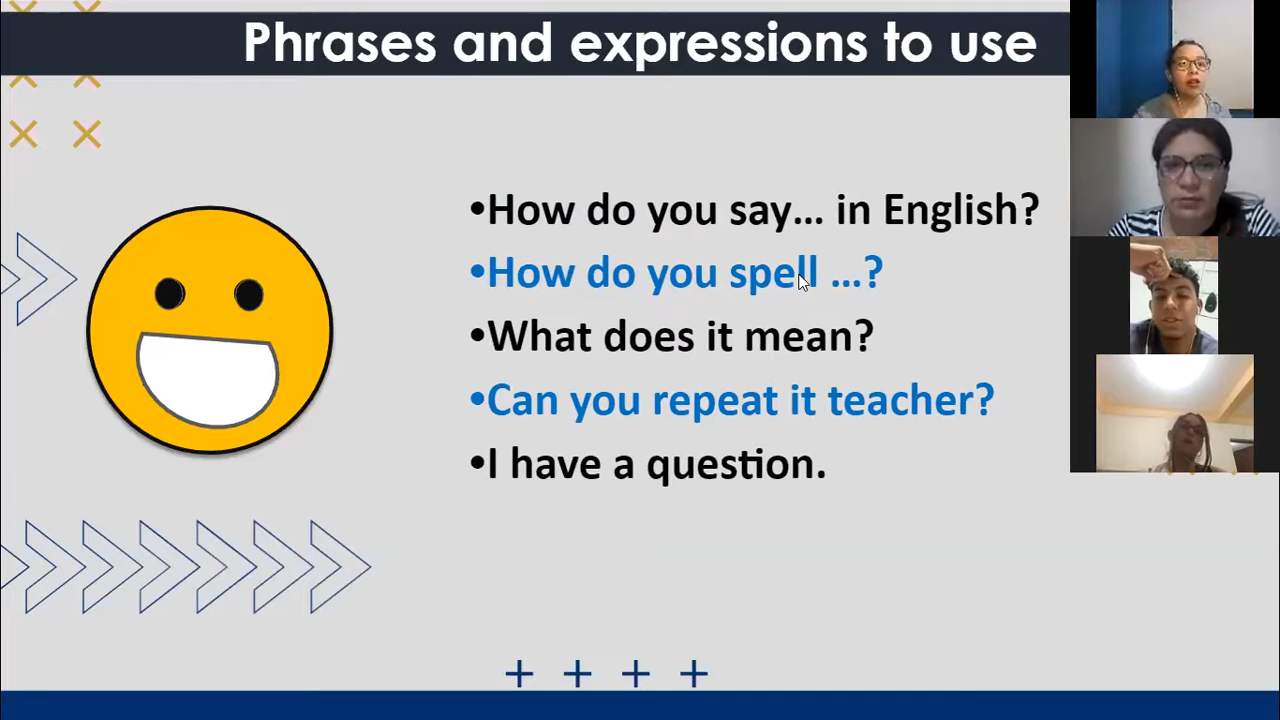 Phrases and expressions to use
•How do you say... in English?
•How do you spell ...?
•What does it mean?
•Can you repeat it teacher?
•I have a question.